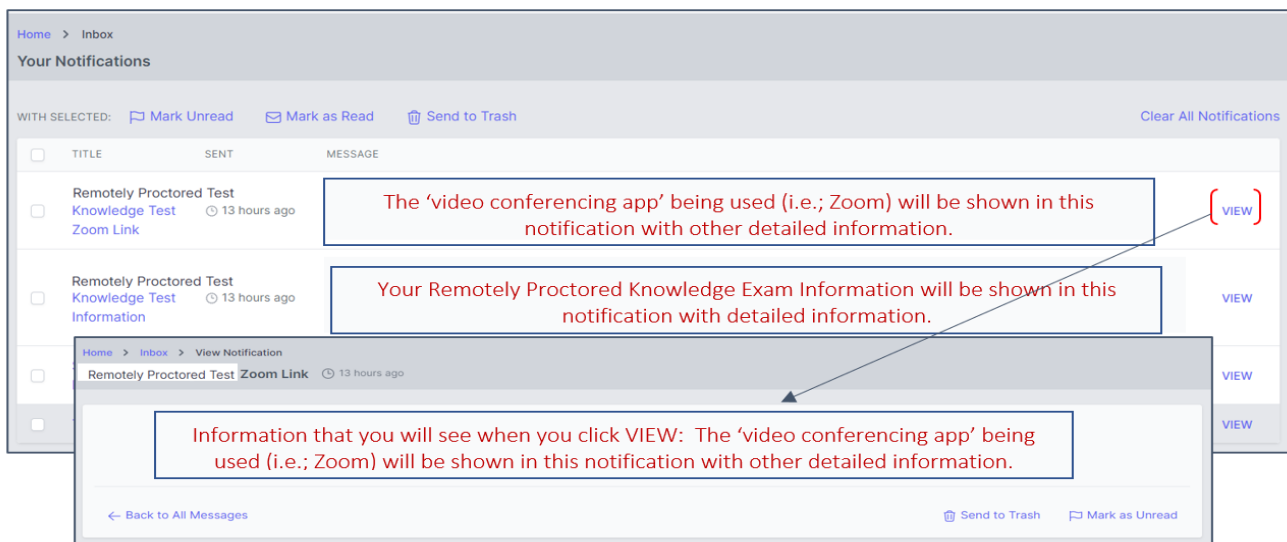 Home > Inbox
Your Notifications
WITH SELECTED: Mark Unread Mark as Read Send to Trash Clear All Notifications
TITLE SENT MESSAGE
Remotely Proctored Test
Knowledge Test 13 hours ago
Zoom Link
The ‘video conferencing app’ being used (i.e.; Zoom) will be shown in this
notification with other detailed information.
VIEW
Remotely Proctored Test
Knowledge Test 13 hours ago
Information
Your Remotely Proctored Knowledge Exam Information will be shown in this
notification with detailed information.
VIEW
Home > Inbox > View Notification
Remotely Proctored Test Zoom Link 13 hours ago
VIEW
VIEW
Information that you will see when you click VIEW: The ‘video conferencing app’ being
used (i.e.; Zoom) will be shown in this notification with other detailed information.
← Back to All Messages Send to Trash Mark as Unread